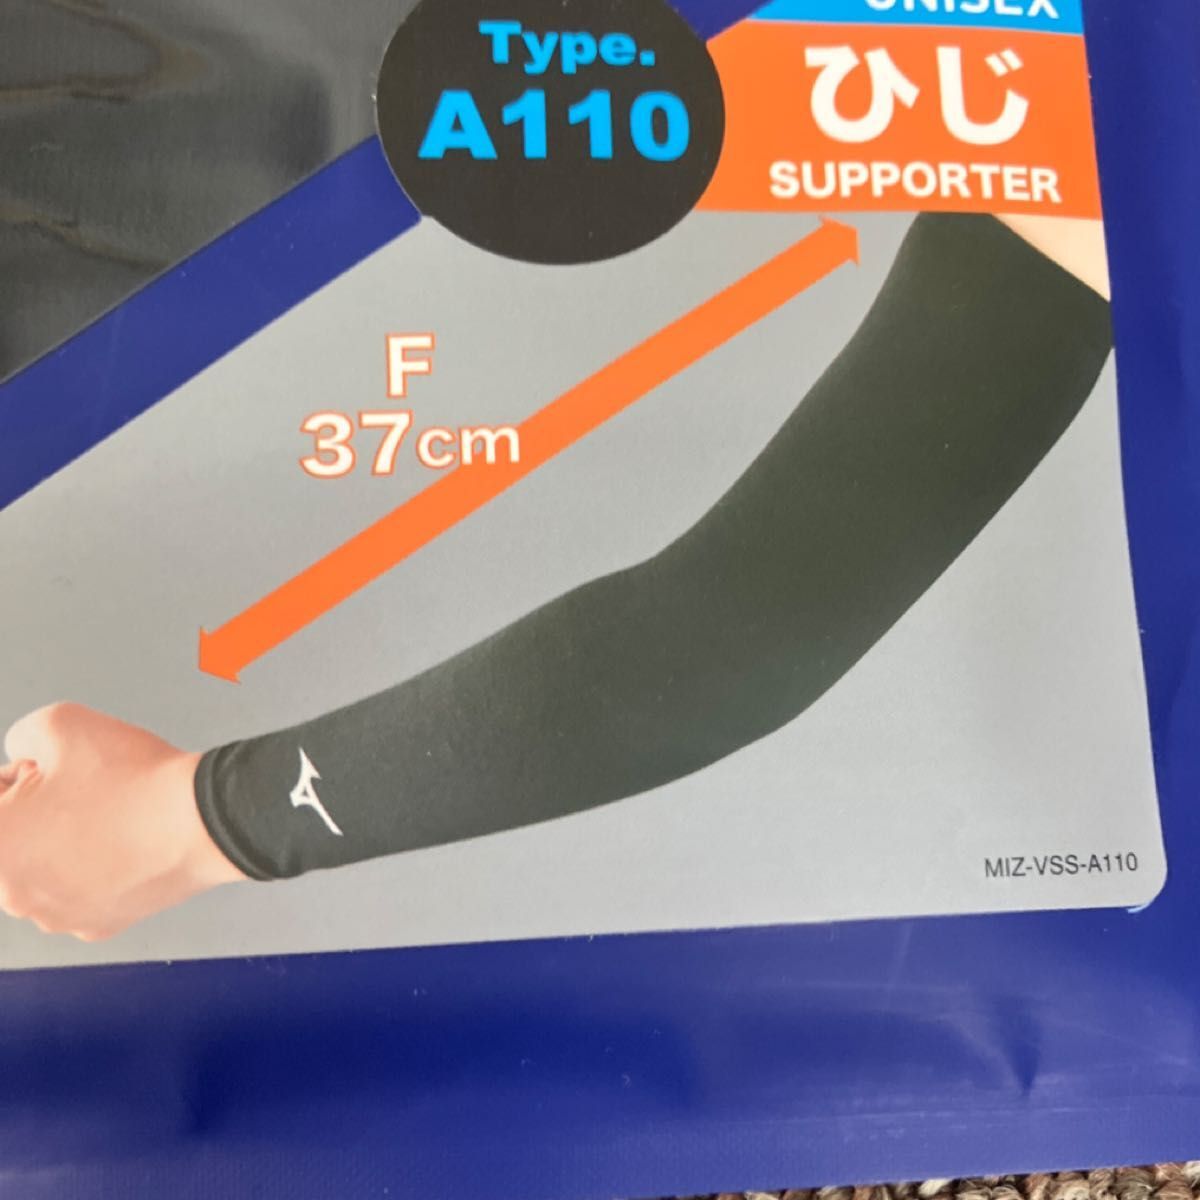 UNISEX
Type.
A110
ひじ
SUPPORTER
F
37cm
MIZ-VSS-A110